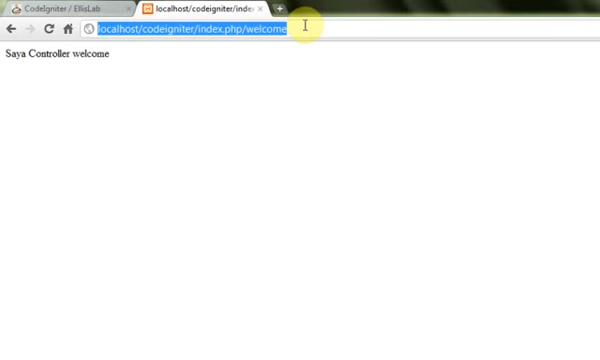 CodeIgniter / EllisLab
localhost/codeigniter/index
localhost/codeigniter/index.php/welcome
Saya Controller welcome